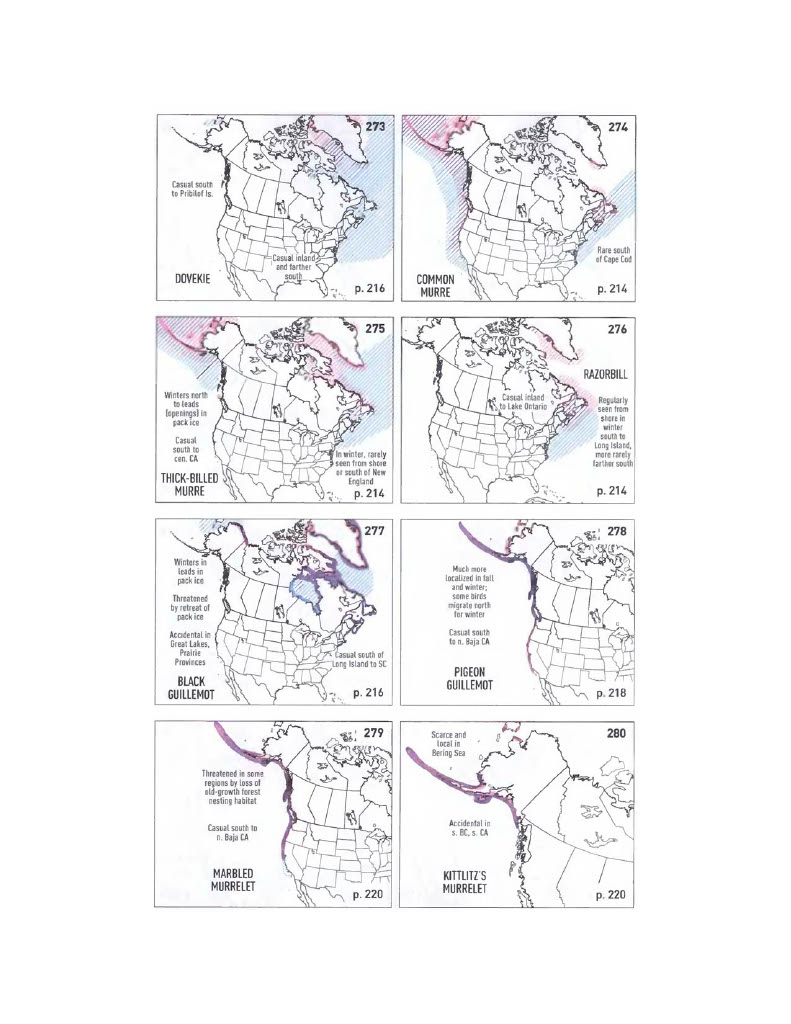 273
Casual south
to Pribilof Is.
Casual inland
and farther
south
DOVEKIE
p. 216
274
Rare south
of Cape Cod
COMMON
MURRE
p. 214
275
Winters north
to leads
(openings) in
pack ice
Casual
south to
cen. CA
In winter, rarely
seen from shore
or south of New
England
THICK-BILLED
MURRE
p. 214
276
RAZORBILL
Casual inland
to Lake Ontario
Regularly
seen from
shore in
winter
south to
Long Island,
more rarely
farther south
p. 214
277
Winters in
leads in
pack ice
Threatened
by retreat of
pack ice
Accidental in
Great Lakes,
Prairie
Provinces
Casual south of
Long Island to SC
BLACK
GUILLEMOT
p. 216
278
Much more
localized in fall
and winter;
some birds
migrate north
for winter
Casual south
to n. Baja CA
PIGEON
GUILLEMOT
p. 218
279
Threatened in some
regions by loss of
old-growth forest
nesting habitat
Casual south to
n. Baja CA
MARBLED
MURRELET
p. 220
280
Scarce and
local in
Bering Sea
Accidental in
s. BC, s. CA
KITTLITZ'S
MURRELET
p. 220